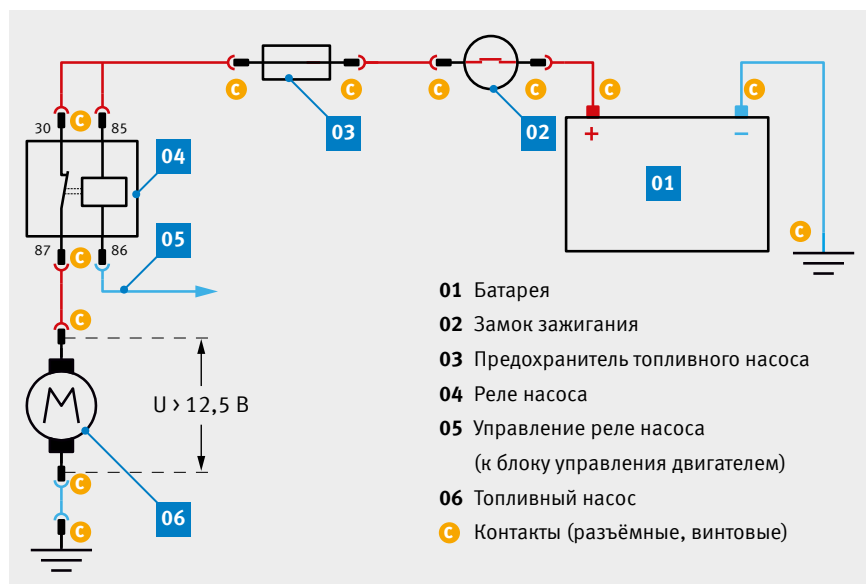 C C C C C C
03 02
+ −
01
30 C 85
04
C
87 C 86
05
C
U › 12,5 В
C
06
C
01 Батарея
02 Замок зажигания
03 Предохранитель топливного насоса
04 Реле насоса
05 Управление реле насоса
(к блоку управления двигателем)
06 Топливный насос
C Контакты (разъёмные, винтовые)